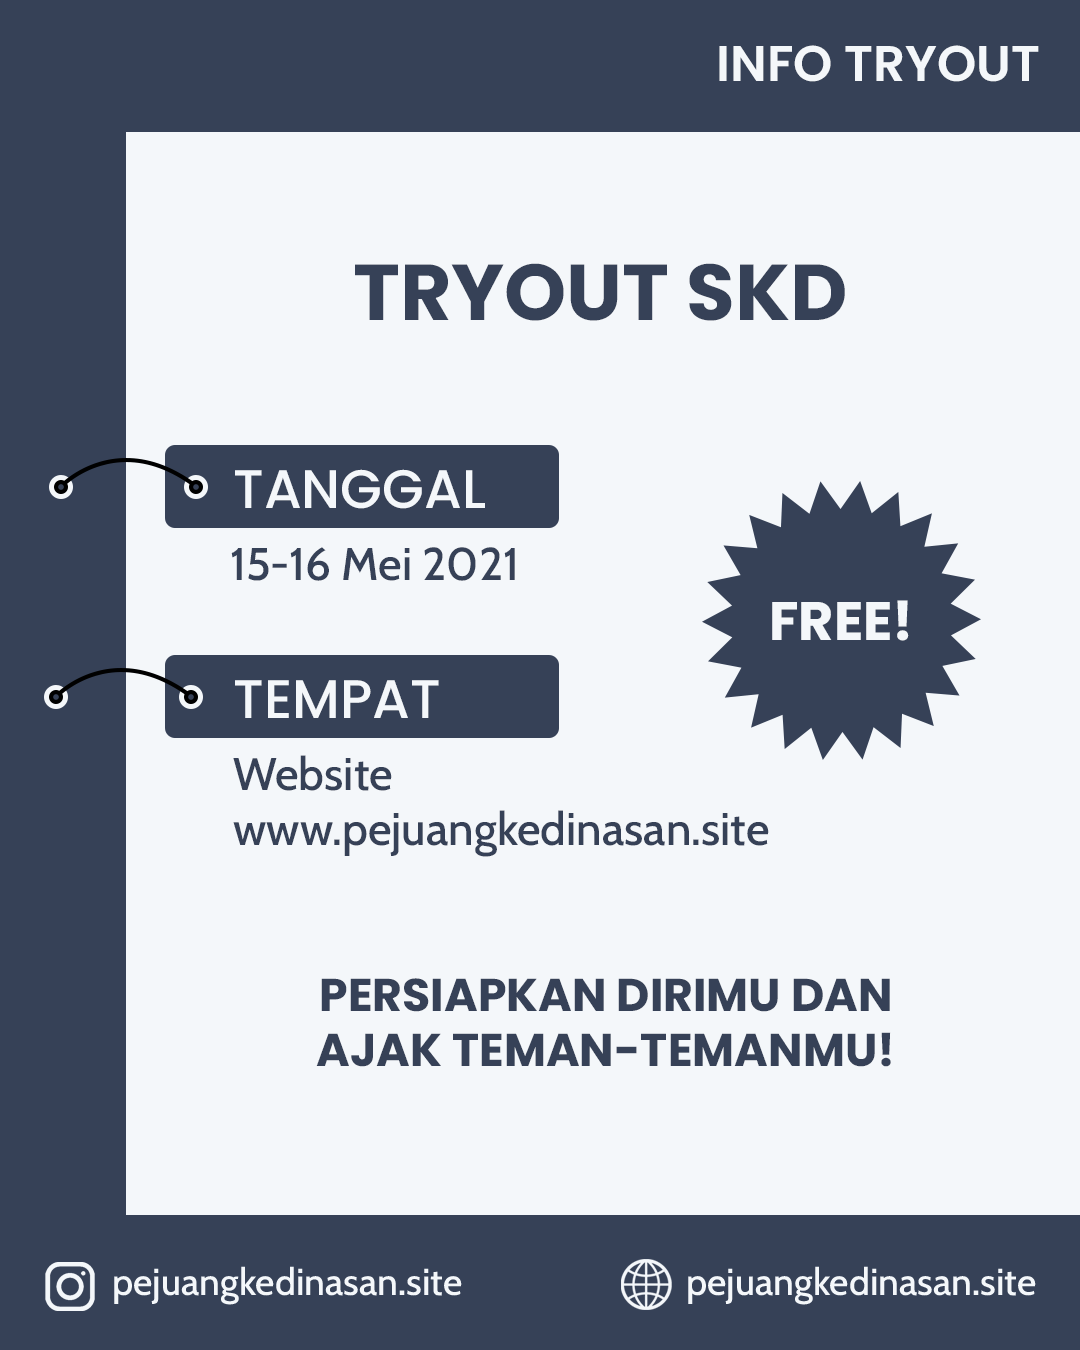 INFO TRYOUT
TRYOUT SKD
TANGGAL
15-16 Mei 2021
FREE!
TEMPAT
Website
www.pejuangkedinasan.site
PERSIAPKAN DIRIMU DAN
AJAK TEMAN-TEMANMU!
pejuangkedinasan.site
pejuangkedinasan.site